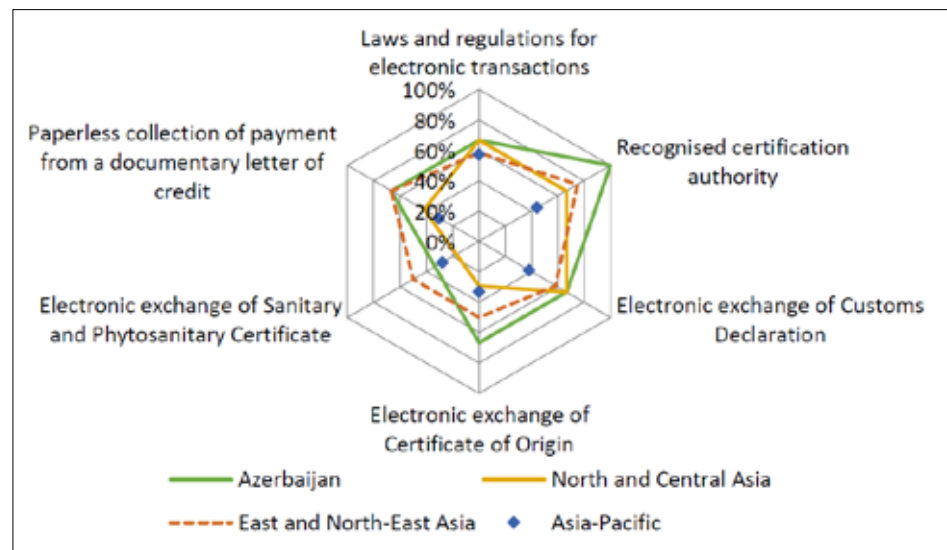 Laws and regulations for
electronic transactions
100%
80%
60%
40%
20%
0%
Recognised certification
authority
Electronic exchange of Customs
Declaration
Electronic exchange of
Certificate of Origin
Electronic exchange of Sanitary
and Phytosanitary Certificate
Paperless collection of payment
from a documentary letter of
credit
Azerbaijan
North and Central Asia
East and North-East Asia
Asia-Pacific